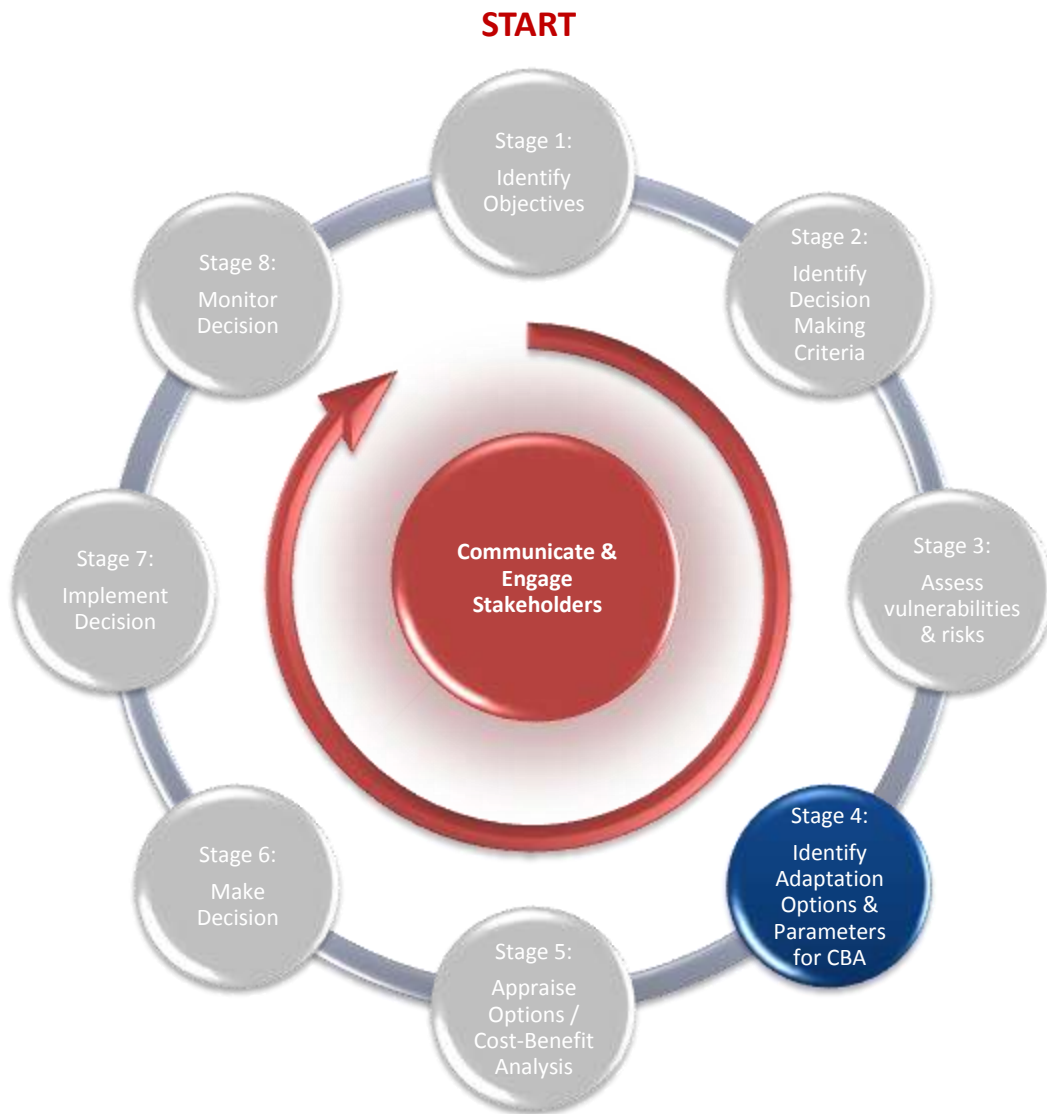 START
Stage 1:
Identify
Objectives
Stage 2:
Identify
Decision
Making
Criteria
Stage 3:
Assess
vulnerabilities
& risks
Stage 4:
Identify
Adaptation
Options &
Parameters
for CBA
Stage 5:
Appraise
Options /
Cost-Benefit
Analysis
Stage 6:
Make
Decision
Stage 7:
Implement
Decision
Stage 8:
Monitor
Decision
Communicate &
Engage
Stakeholders